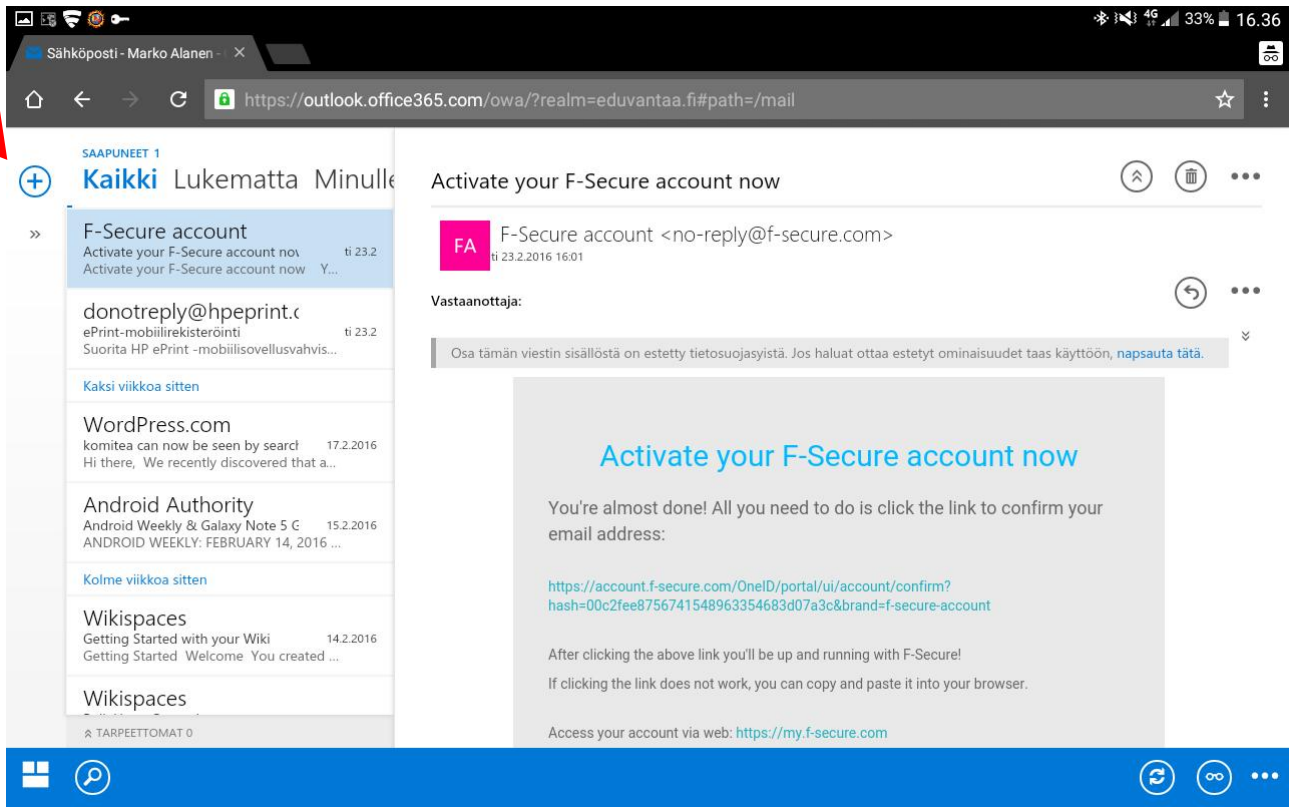 4G 33% 16.36
Sähköposti - Marko Alanen -
https://outlook.office365.com/owa/?realm=eduvantaa.fi#path=/mail
SAAPUNEET 1
Kaikki Lukematta Minulle
F-Secure account
Activate your F-Secure account nov ti 23.2
Activate your F-Secure account now Y...
donotreply@hpeprint.c
ePrint-mobiilirekisteröinti ti 23.2
Suorita HP ePrint -mobiilisovellusvahvis...
Kaksi viikkoa sitten
WordPress.com
komitea can now be seen by search 17.2.2016
Hi there, We recently discovered that a...
Android Authority
Android Weekly & Galaxy Note 5 G 15.2.2016
ANDROID WEEKLY: FEBRUARY 14, 2016 ...
Kolme viikkoa sitten
Wikispaces
Getting Started with your Wiki 14.2.2016
Getting Started Welcome You created ...
Wikispaces
TARPEETTOMAT 0
Activate your F-Secure account now
FA
F-Secure account <no-reply@f-secure.com>
ti 23.2.2016 16:01
Vastaanottaja:
Osa tämän viestin sisällöstä on estetty tietosuojasyistä. Jos haluat ottaa estetyt ominaisuudet taas käyttöön, napsauta tätä.
Activate your F-Secure account now
You're almost done! All you need to do is click the link to confirm your
email address:
https://account.f-secure.com/OneID/portal/ui/account/confirm?
hash=00c2fee8756741548963354683d07a3c&brand=f-secure-account
After clicking the above link you'll be up and running with F-Secure!
If clicking the link does not work, you can copy and paste it into your browser.
Access your account via web: https://my.f-secure.com